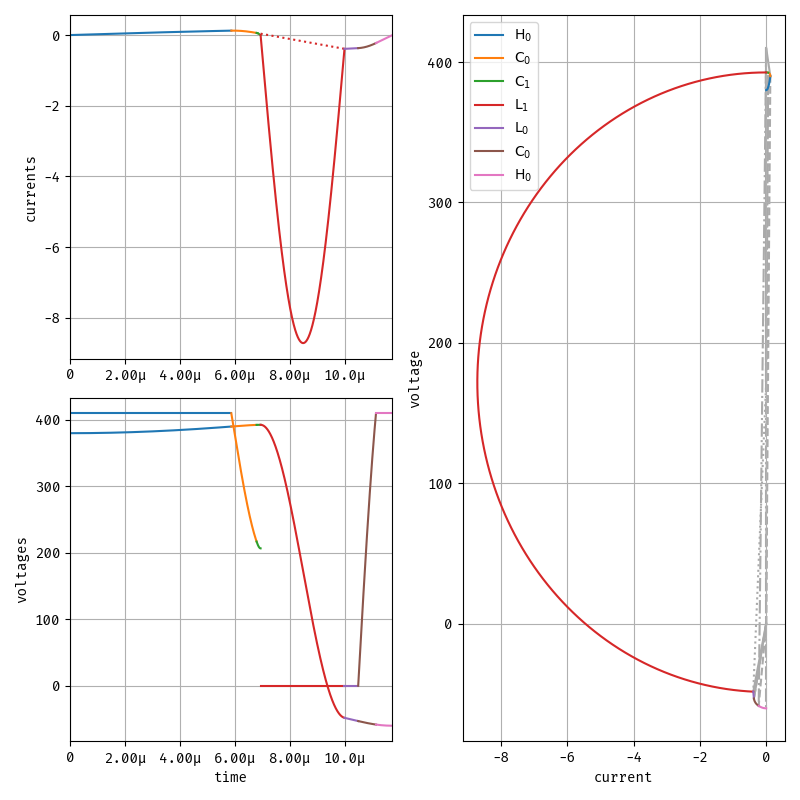 0
-2
-4
-6
-8
currents
0
2.00μ
4.00μ
6.00μ
8.00μ
10.0μ
400
300
200
100
0
voltages
0
2.00μ
4.00μ
6.00μ
8.00μ
10.0μ
time
H₀
C₀
C₁
L₁
L₀
C₀
H₀
400
300
200
100
0
voltage
-8
-6
-4
-2
0
current